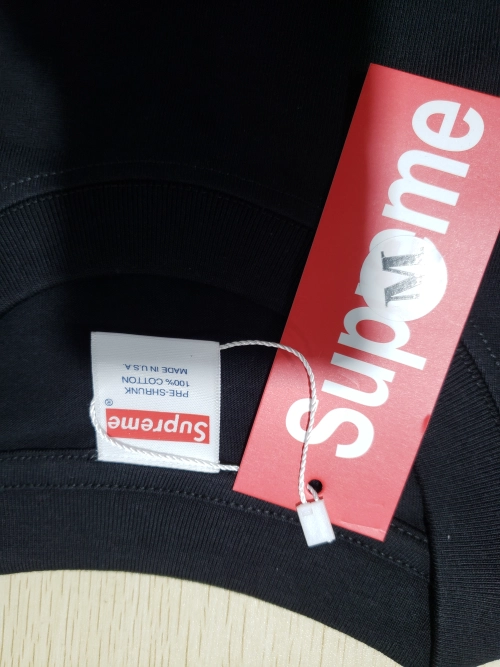 Supreme
M
Supreme
®
PRE-SHRUNK
100% COTTON
MADE IN U.S.A.